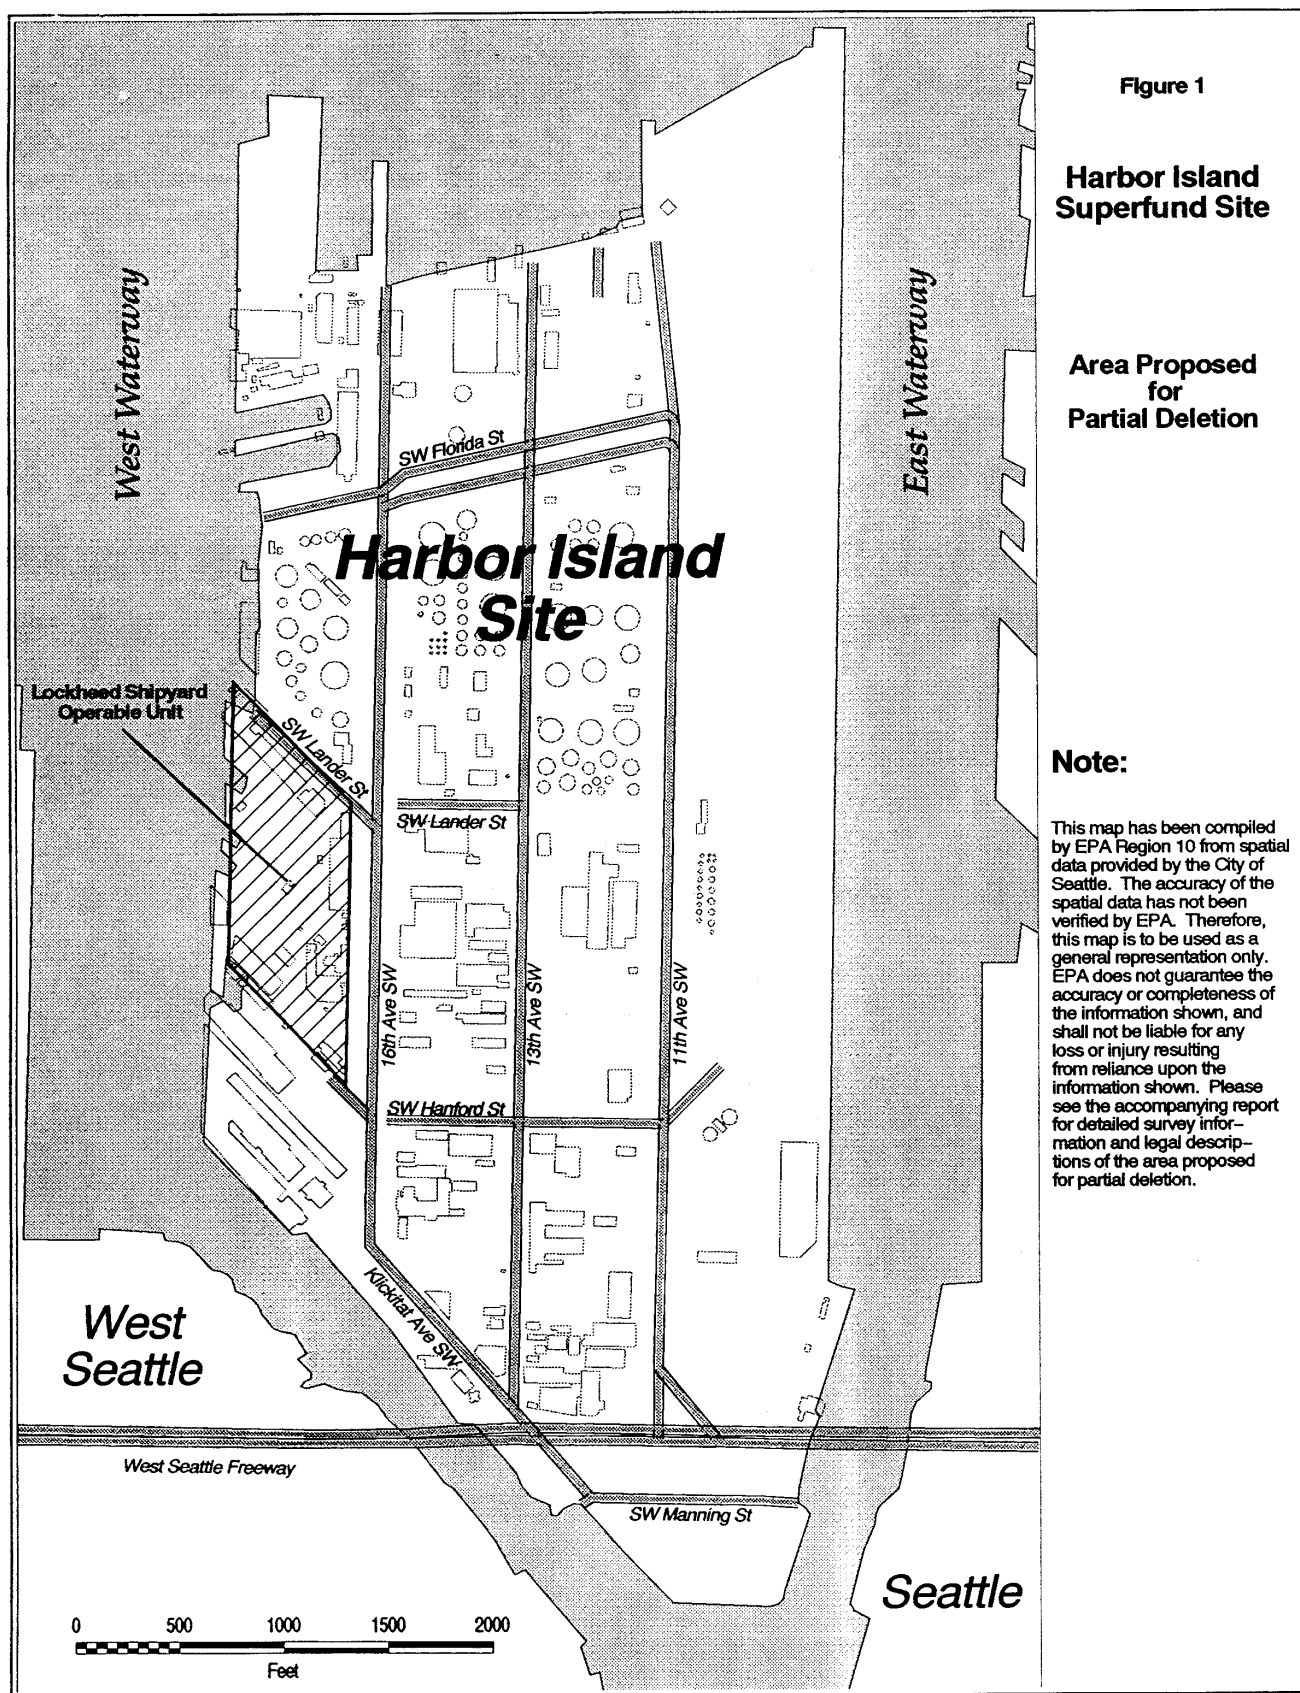 Figure 1
Harbor Island
Superfund Site
Area Proposed
for
Partial Deletion
Note:
This map has been compiled
by EPA Region 10 from spatial
data provided by the City of
Seattle. The accuracy of the
spatial data has not been
verified by EPA. Therefore,
this map is to be used as a
general representation only.
EPA does not guarantee the
accuracy or completeness of
the information shown, and
shall not be liable for any
loss or injury resulting
from reliance upon the
information shown. Please
see the accompanying report
for detailed survey infor-
mation and legal descrip-
tions of the area proposed
for partial deletion.
West Waterway
East Waterway
SW Florida St
Harbor Island
Site
Lockheed Shipyard
Operable Unit
SW Lander St
SW Lander St
16th Ave SW
13th Ave SW
11th Ave SW
SW Hanford St
Klickitat Ave SW
West
Seattle
West Seattle Freeway
SW Manning St
Seattle
0 500 1000 1500 2000
Feet